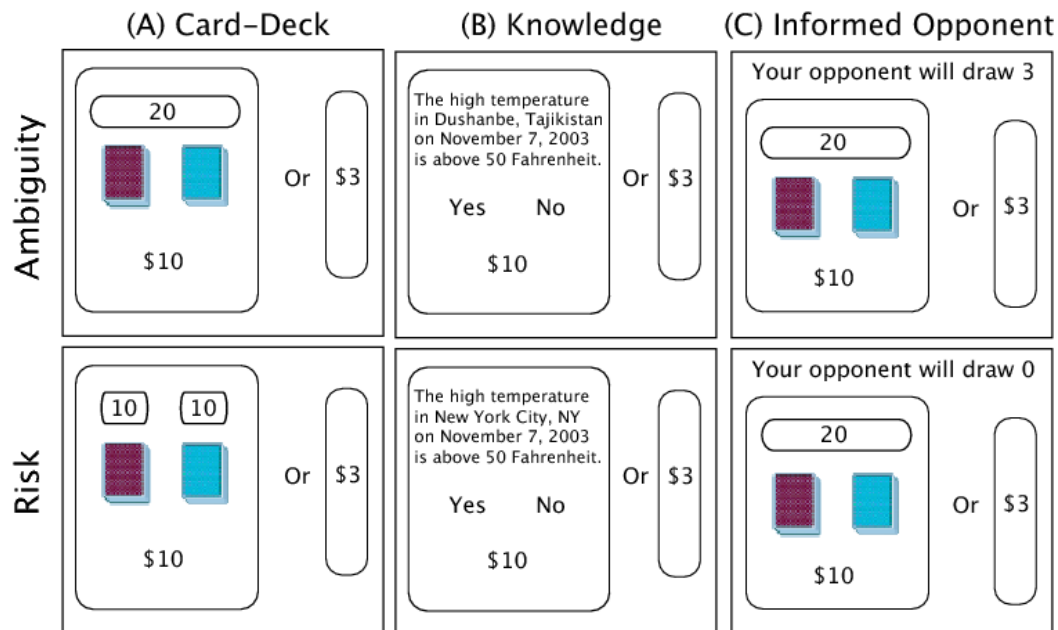 (A) Card-Deck
(B) Knowledge
(C) Informed Opponent
Ambiguity
20
$10
Or
$3
The high temperature
in Dushanbe, Tajikistan
on November 7, 2003
is above 50 Fahrenheit.
Yes No
$10
Or
$3
Your opponent will draw 3
20
$10
Or
$3
Risk
10 10
$10
Or
$3
The high temperature
in New York City, NY
on November 7, 2003
is above 50 Fahrenheit.
Yes No
$10
Or
$3
Your opponent will draw 0
20
$10
Or
$3